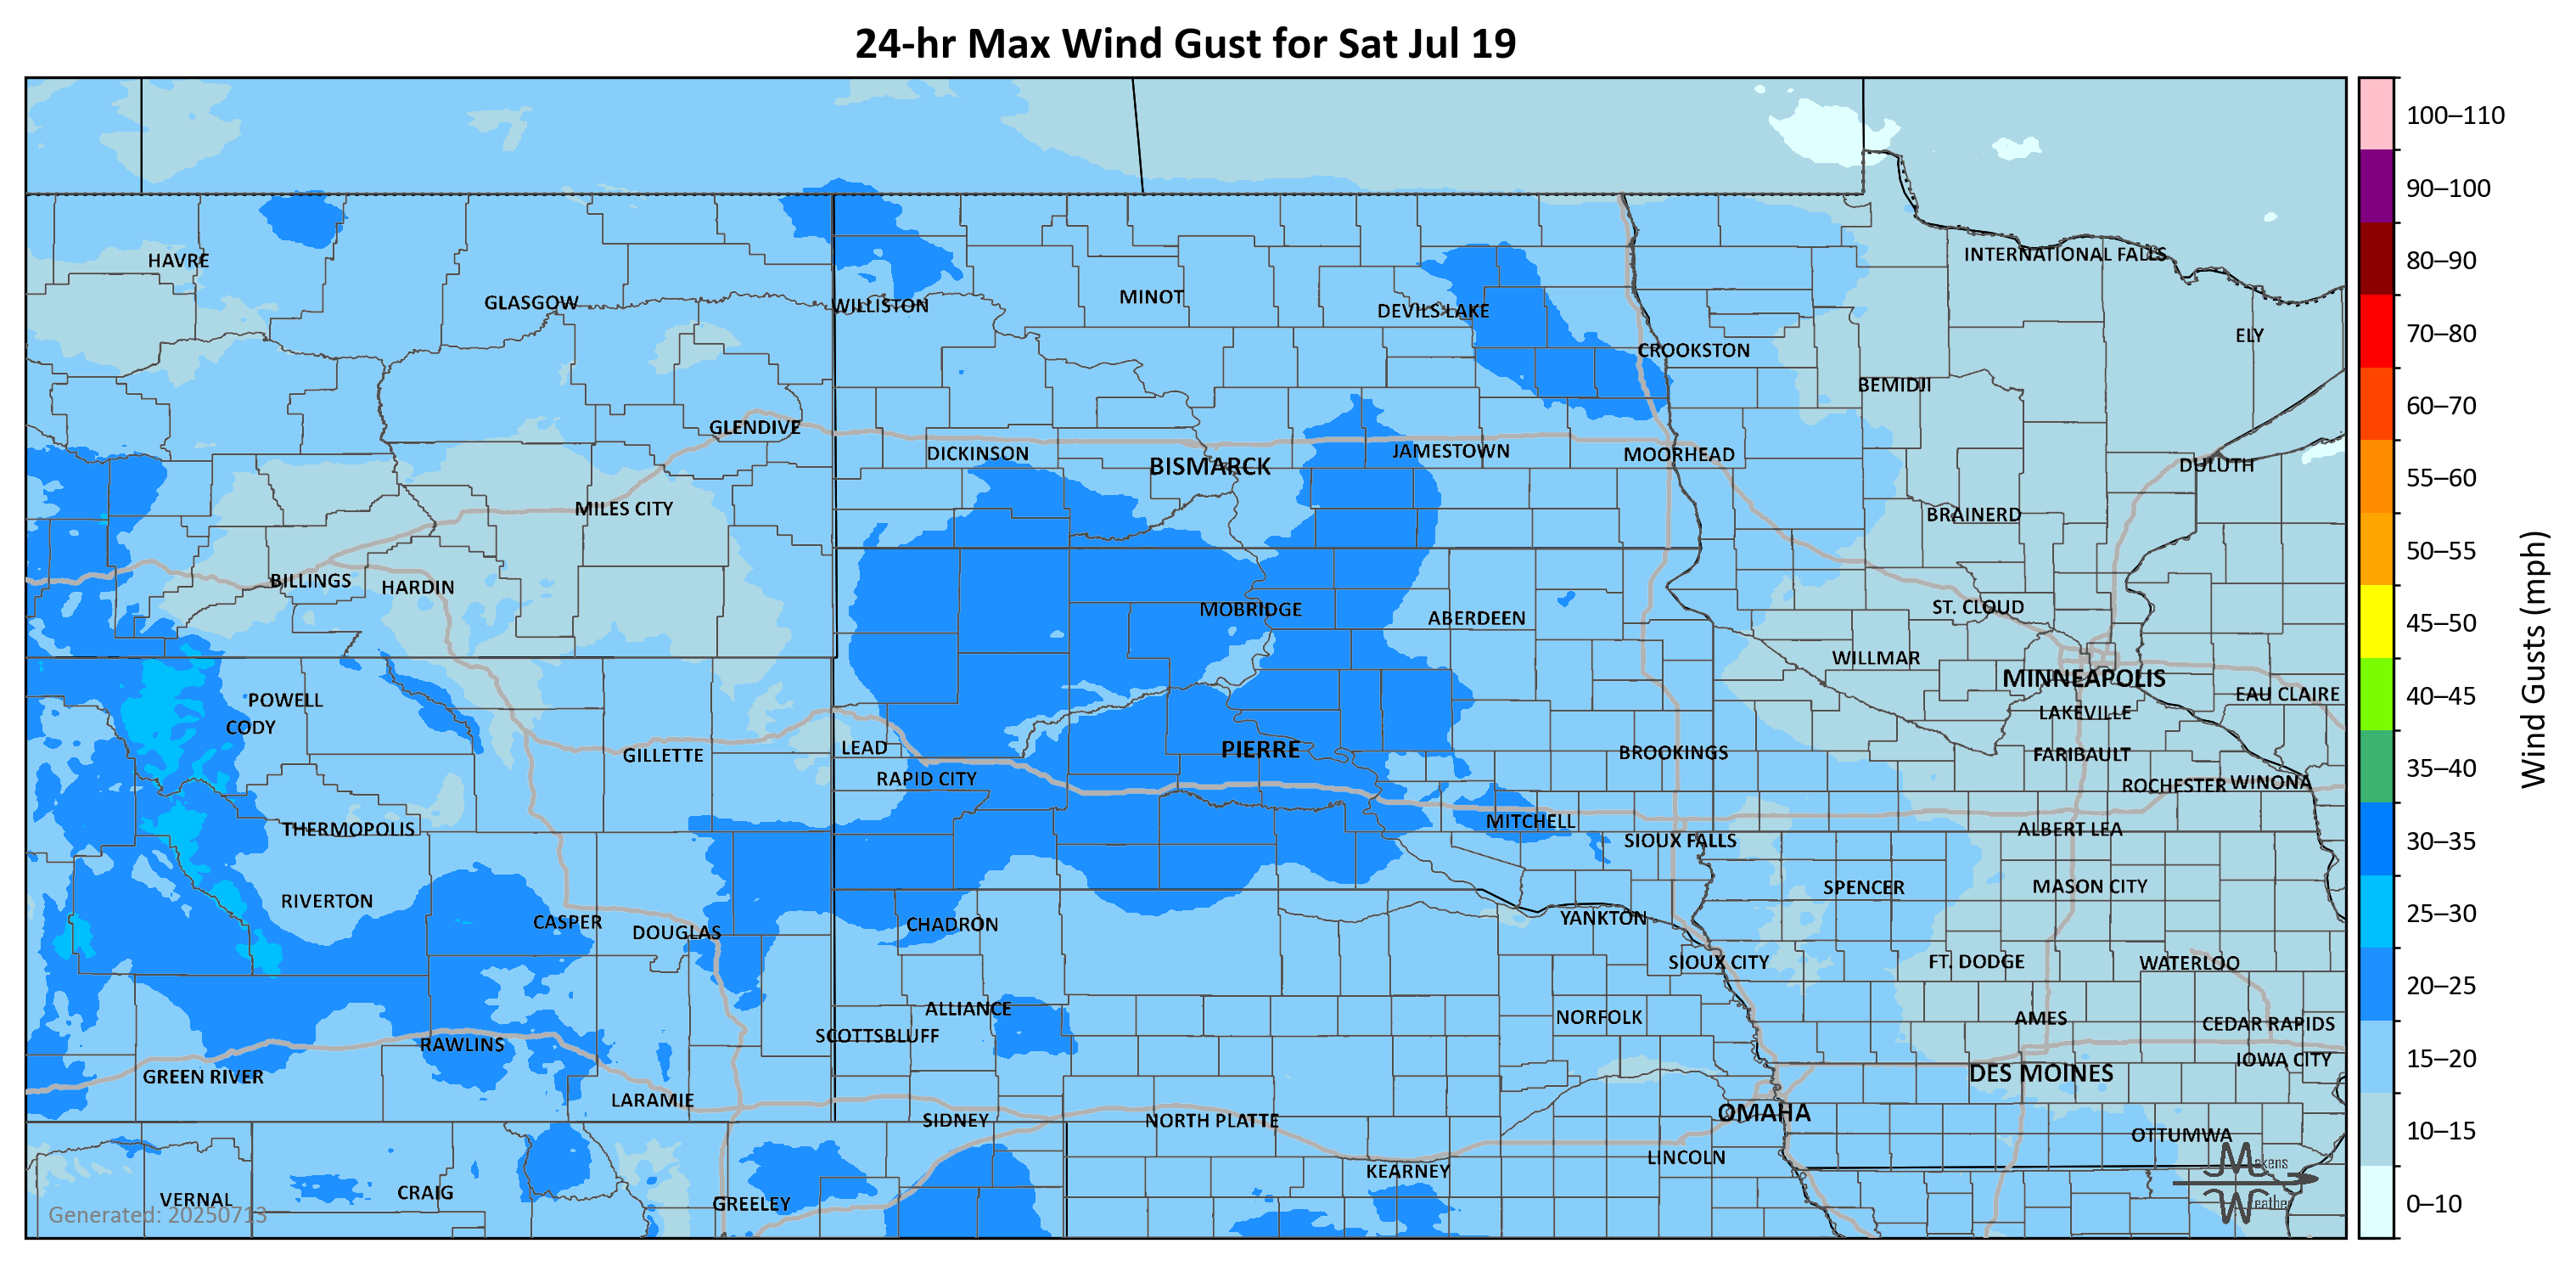 24-hr Max Wind Gust for Sat Jul 19
100–110
90–100
80–90
70–80
60–70
55–60
50–55
45–50
40–45
35–40
30–35
25–30
20–25
15–20
10–15
0–10
Wind Gusts (mph)
INTERNATIONAL FALLS
HAVRE
GLASGOW
WILLISTON
MINOT
DEVILS LAKE
ELY
CROOKSTON
BEMIDJI
GLENDIVE
DICKINSON
BISMARCK
JAMESTOWN
MOORHEAD
DULUTH
MILES CITY
BRAINERD
BILLINGS
HARDIN
MOBRIDGE
ABERDEEN
ST. CLOUD
WILLMAR
MINNEAPOLIS
EAU CLAIRE
POWELL
CODY
LAKEVILLE
GILLETTE
LEAD
PIERRE
BROOKINGS
FARIBAULT
RAPID CITY
ROCHESTER
WINONA
THERMOPOLIS
MITCHELL
SIOUX FALLS
ALBERT LEA
RIVERTON
SPENCER
MASON CITY
CASPER
DOUGLAS
CHADRON
YANKTON
SIOUX CITY
FT. DODGE
WATERLOO
ALLIANCE
SCOTTSBLUFF
NORFOLK
AMES
CEDAR RAPIDS
RAWLINS
IOWA CITY
GREEN RIVER
DES MOINES
LARAMIE
SIDNEY
NORTH PLATTE
OMAHA
OTTUMWA
LINCOLN
KEARNEY
VERNAL
CRAIG
GREELEY
Generated: 20250713
Makens
Weather